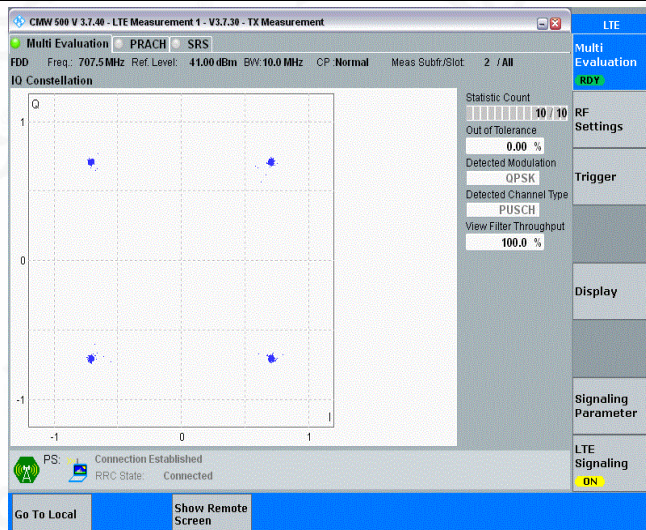 CMW 500 V 3.7.40 - LTE Measurement 1 - V3.7.30 - TX Measurement
LTE
Multi Evaluation PRACH SRS
Multi
Evaluation
RDY
FDD Freq.: 707.5 MHz Ref. Level: 41.00 dBm BW: 10.0 MHz CP :Normal Meas Subfr./Slot: 2 / All
IQ Constellation
Q
1
0
-1
I
-1 0 1
Statistic Count
10 / 10
Out of Tolerance
0.00 %
Detected Modulation
QPSK
Detected Channel Type
PUSCH
View Filter Throughput
100.0 %
RF
Settings
Trigger
Display
Signaling
Parameter
LTE
Signaling
ON
PS: Connection Established
RRC State: Connected
Go To Local
Show Remote
Screen